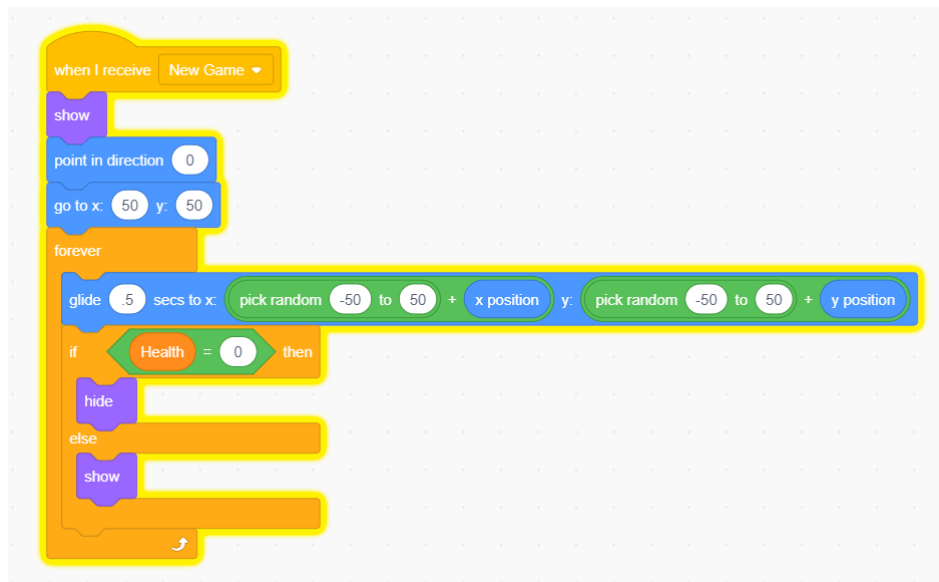 when I receive New Game
show
point in direction 0
go to x: 50 y: 50
forever
glide .5 secs to x: pick random -50 to 50 + x position y: pick random -50 to 50 + y position
if Health = 0 then
hide
else
show